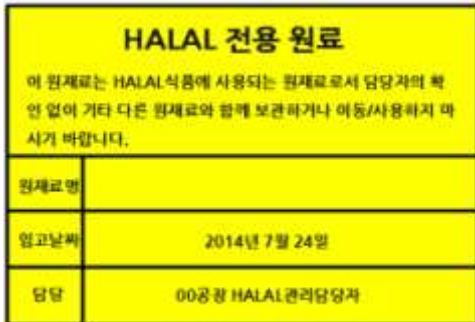 HALAL 전용 원료
이 원재료는 HALAL식품에 사용되는 원재료로서 담당자의 확
인 없이 기타 다른 원재료와 함께 보관하거나 이동/사용하지 마
시기 바랍니다.
원재료명
입고날짜 2014년 7월 24일
담당 00공장 HALAL관리담당자